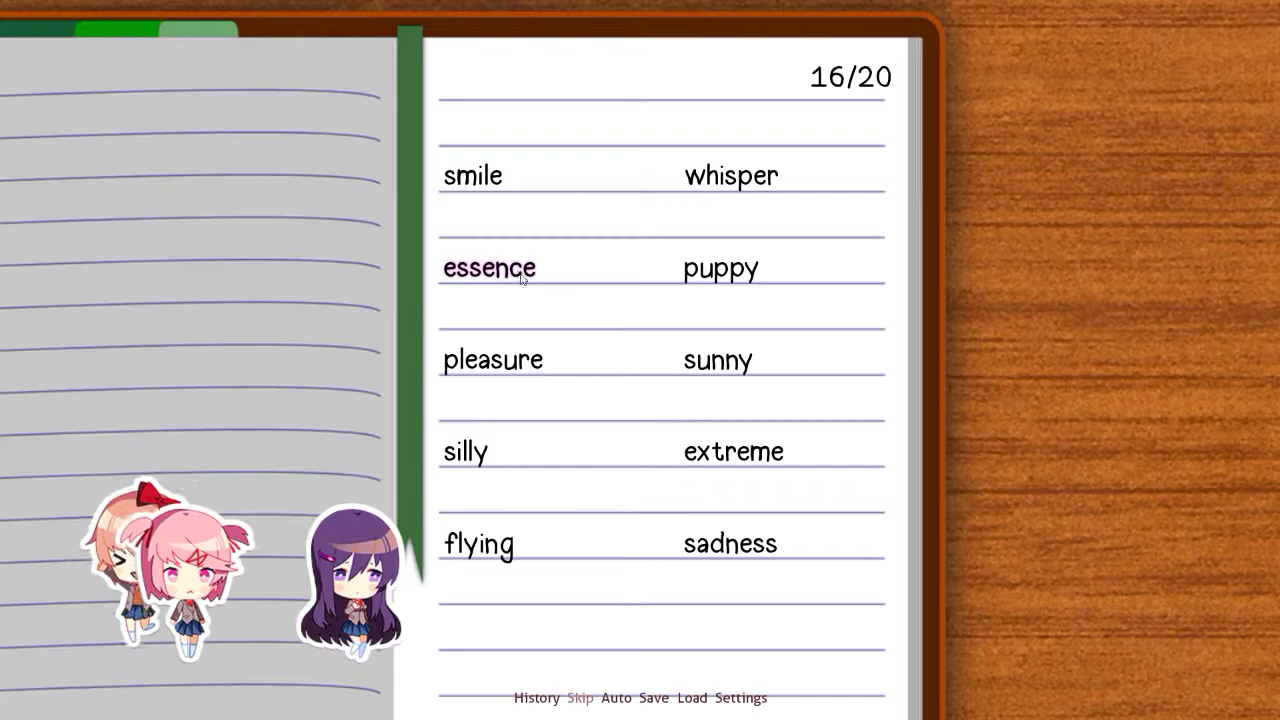 16/20
smile whisper
essence puppy
pleasure sunny
silly extreme
flying sadness
History Skip Auto Save Load Settings